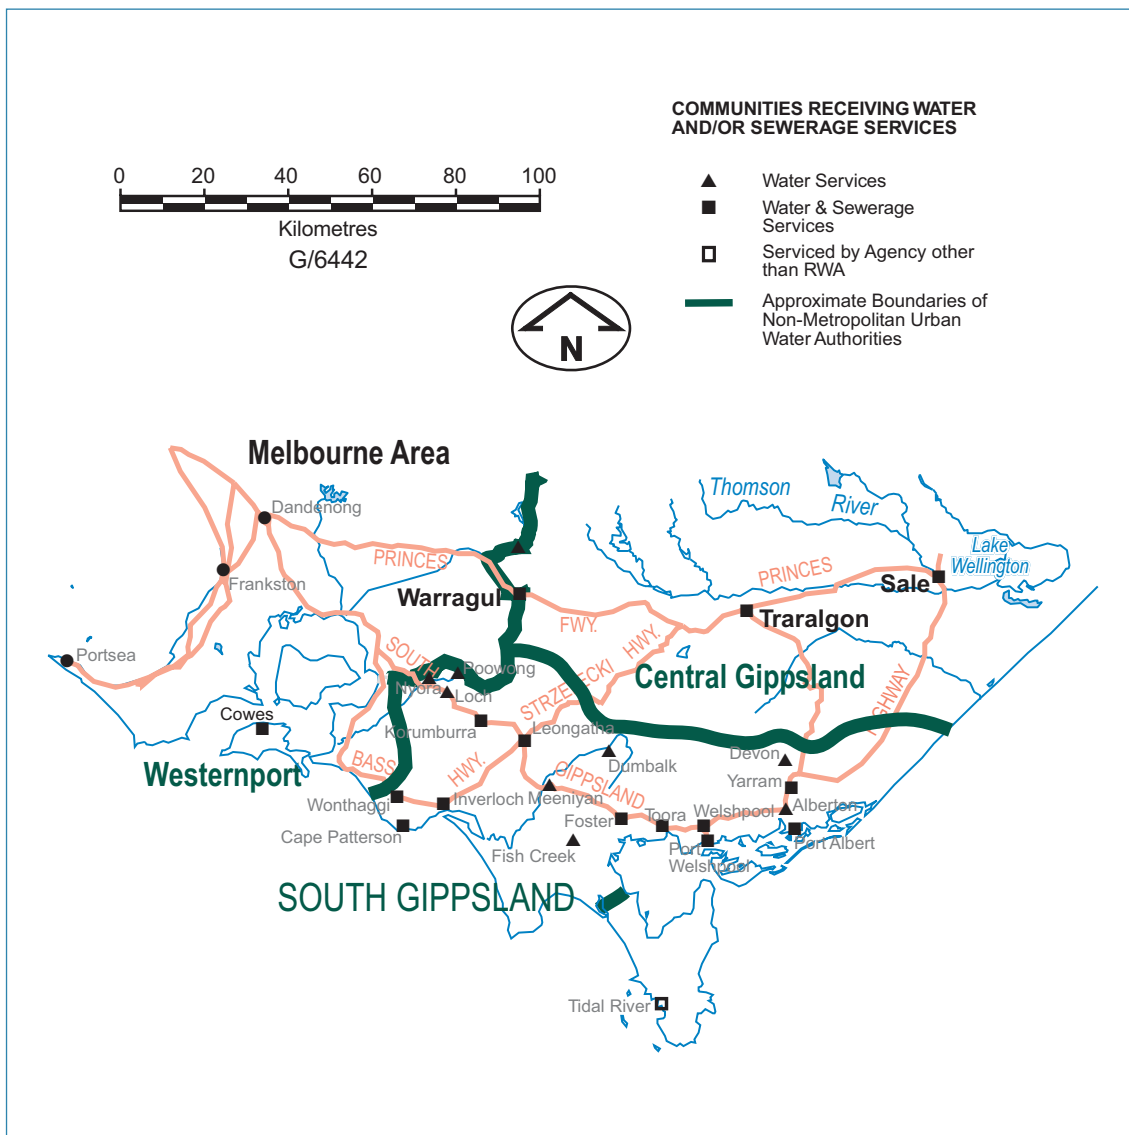 COMMUNITIES RECEIVING WATER
AND/OR SEWERAGE SERVICES
0 20 40 60 80 100
Kilometres
G/6442
Water Services
Water & Sewerage
Services
Serviced by Agency other
than RWA
Approximate Boundaries of
Non-Metropolitan Urban
Water Authorities
N
Melbourne Area
Thomson
River
Dandenong
Lake
Wellington
PRINCES
PRINCES
Frankston
Sale
Warragul
Traralgon
FWY.
HWY.
Portsea
SOUTH
Poowong
STRZELECKI
Central Gippsland
Nyora
Loch
HIGHWAY
Cowes
Korumburra
Leongatha
Devon
BASS
HWY.
Dumbalk
Westernport
GIPPSLAND
Yarram
Wonthaggi
Inverloch
Meeniyan
Welshpool
Alberton
Foster
Toora
Cape Patterson
Port Albert
Fish Creek
Port
Welshpool
SOUTH GIPPSLAND
Tidal River